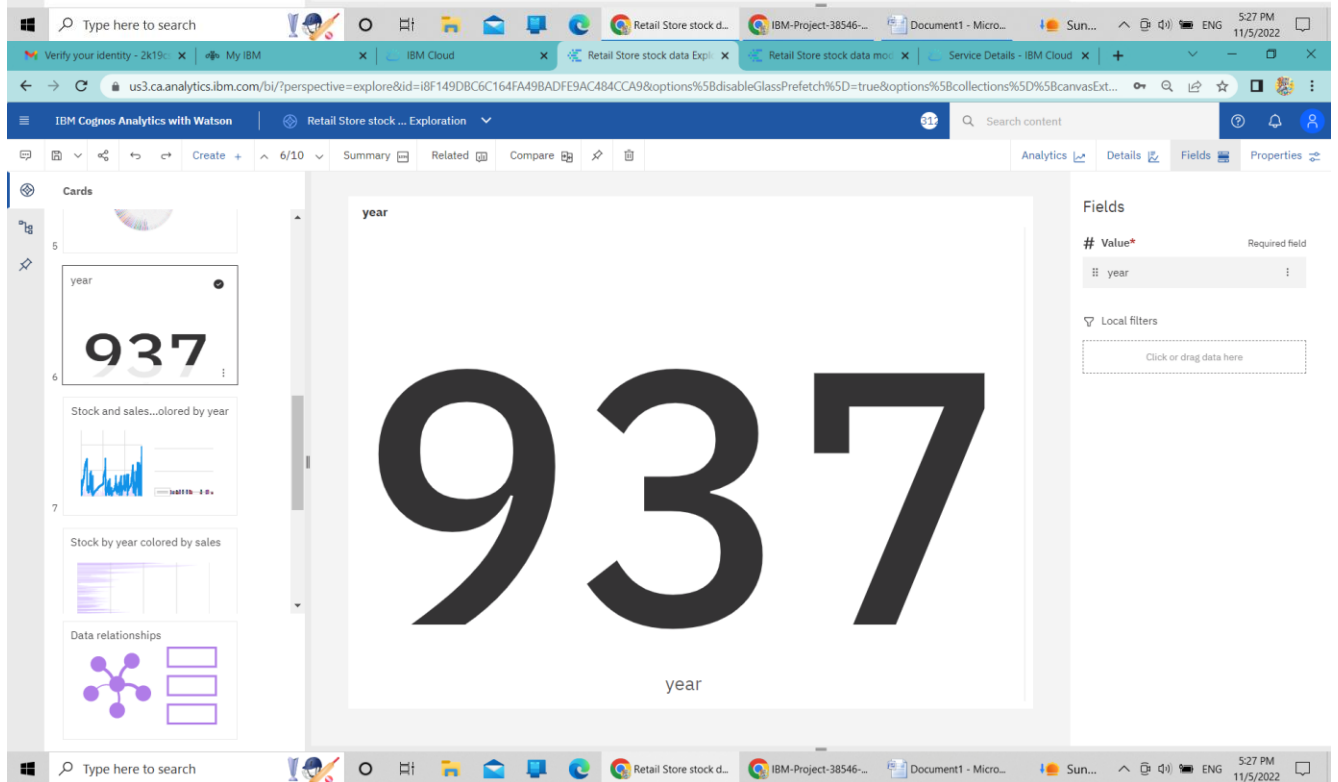 Type here to search
Retail Store stock d...
IBM-Project-38546-...
Document1 - Micro...
Sun...
ENG
5:27 PM
11/5/2022
Verify your identity - 2k19c
My IBM
IBM Cloud
Retail Store stock data Expl
Retail Store stock data mod
Service Details - IBM Cloud
us3.ca.analytics.ibm.com/bi/?perspective=explore&id=i8F149DBC6C164FA49BADFE9AC484CCA9&options%5BdisableGlassPrefetch%5D=true&options%5Bcollections%5D%5BcanvasExt...
IBM Cognos Analytics with Watson
Retail Store stock ... Exploration
312
Search content
Create +
6/10
Summary
Related
Compare
Analytics
Details
Fields
Properties
Cards
5
year
937
6
Stock and sales...olored by year
7
Stock by year colored by sales
Data relationships
year
937
year
Fields
# Value*
Required field
year
Local filters
Click or drag data here
Type here to search
Retail Store stock d...
IBM-Project-38546-...
Document1 - Micro...
Sun...
ENG
5:27 PM
11/5/2022